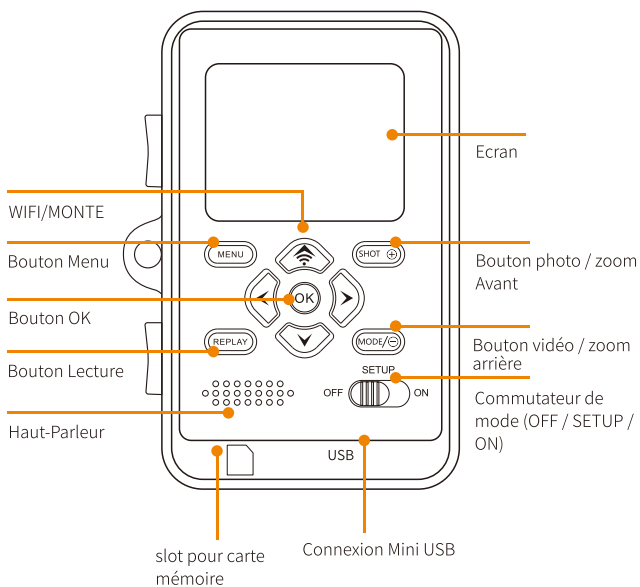 Ecran
WIFI/MONTE
MENU
SHOT
Bouton Menu
Bouton photo / zoom
Avant
OK
Bouton OK
REPLAY
MODE/
Bouton vidéo / zoom
arrière
Bouton Lecture
SETUP
OFF
ON
Commutateur de
mode (OFF / SETUP /
ON)
Haut-Parleur
USB
slot pour carte
mémoire
Connexion Mini USB